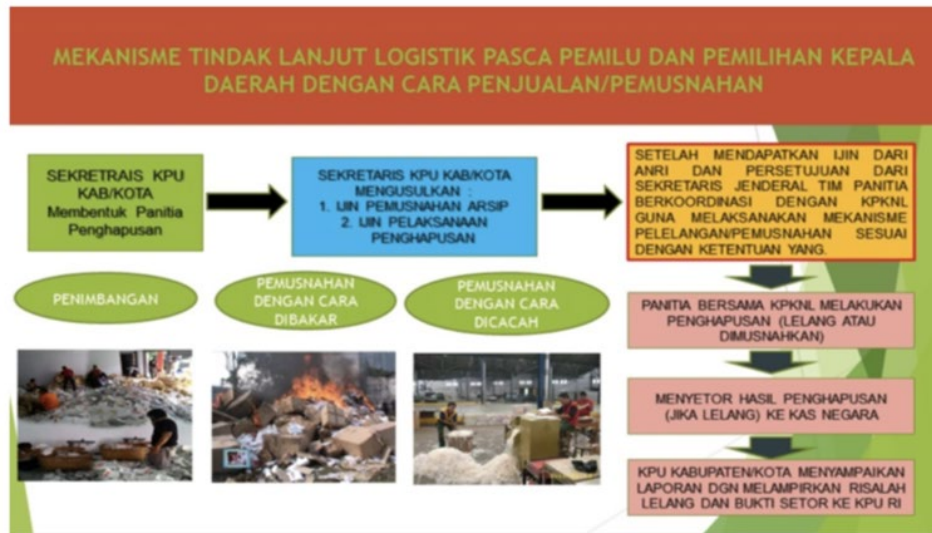 MEKANISME TINDAK LANJUT LOGISTIK PASCA PEMILU DAN PEMILIHAN KEPALA
DAERAH DENGAN CARA PENJUALAN/PEMUSNAHAN
SEKRETRAIS KPU
KAB/KOTA
Membentuk Panitia
Penghapusan
SEKRETARIS KPU KAB/KOTA
MENGUSULKAN :
1. IJIN PEMUSNAHAN ARSIP
2. IJIN PELAKSANAAN
PENGHAPUSAN
SETELAH MENDAPATKAN IJIN DARI
ANRI DAN PERSETUJUAN DARI
SEKRETARIS JENDERAL TIM PANITIA
BERKOORDINASI DENGAN KPKNL
GUNA MELAKSANAKAN MEKANISME
PELELANGAN/PEMUSNAHAN SESUAI
DENGAN KETENTUAN YANG.
PENIMBANGAN
PEMUSNAHAN
DENGAN CARA
DIBAKAR
PEMUSNAHAN
DENGAN CARA
DICACAH
PANITIA BERSAMA KPKNL MELAKUKAN
PENGHAPUSAN (LELANG ATAU
DIMUSNAHKAN)
MENYETOR HASIL PENGHAPUSAN
(JIKA LELANG) KE KAS NEGARA
KPU KABUPATEN/KOTA MENYAMPAIKAN
LAPORAN DGN MELAMPIRKAN RISALAH
LELANG DAN BUKTI SETOR KE KPU RI